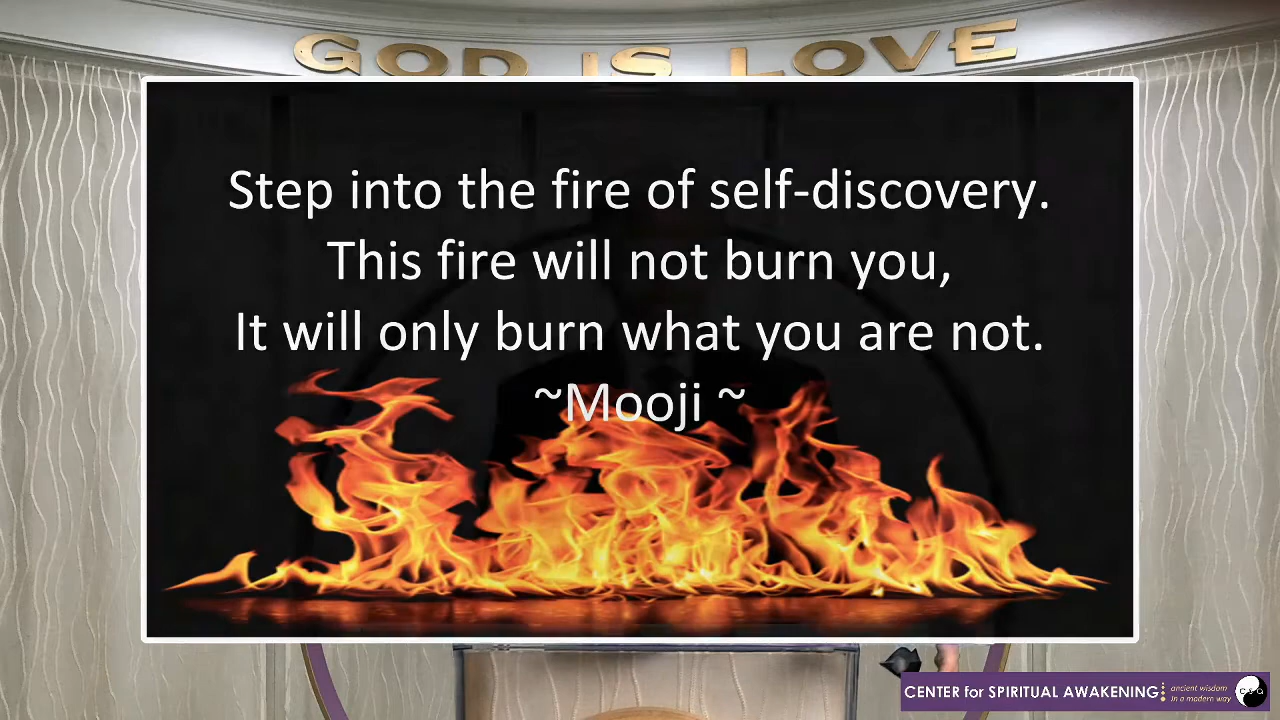 GOD IS LOVE
Step into the fire of self-discovery.
This fire will not burn you,
It will only burn what you are not.
~Mooji ~
CENTER for SPIRITUAL AWAKENING
ancient wisdom
in a modern way